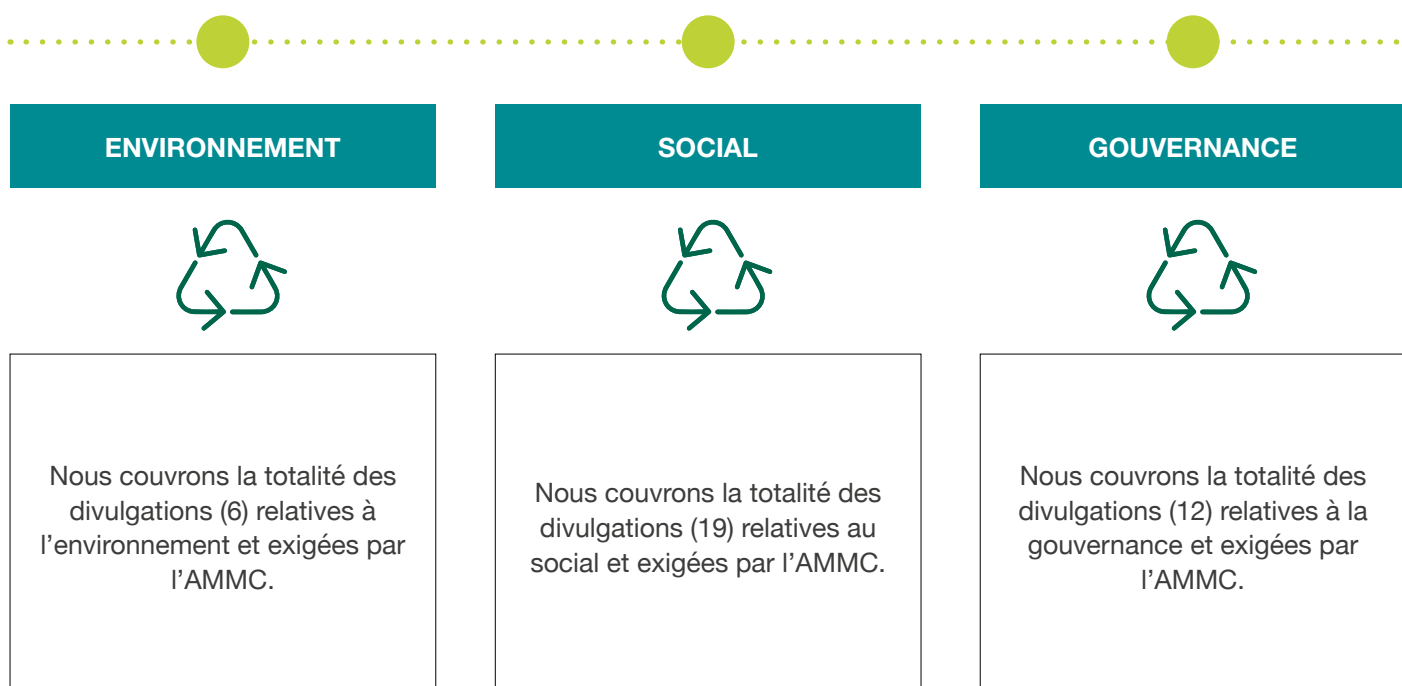 ENVIRONNEMENT
Nous couvrons la totalité des
divulgations (6) relatives à
l’environnement et exigées par
l’AMMC.
SOCIAL
Nous couvrons la totalité des
divulgations (19) relatives au
social et exigées par l’AMMC.
GOUVERNANCE
Nous couvrons la totalité des
divulgations (12) relatives à la
gouvernance et exigées par
l’AMMC.